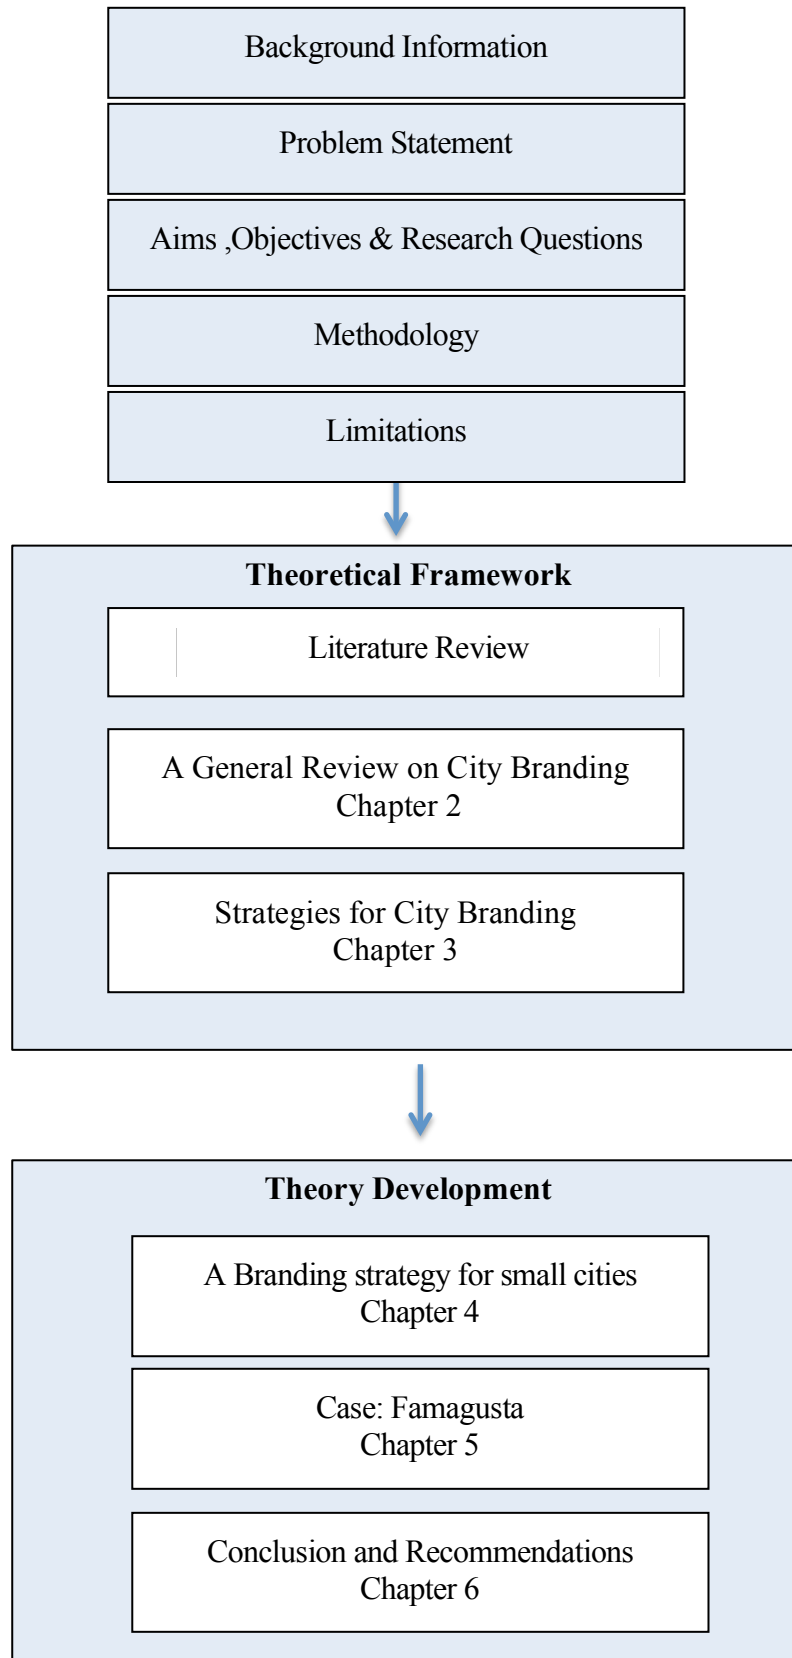 Background Information
Problem Statement
Aims ,Objectives & Research Questions
Methodology
Limitations
Theoretical Framework
Literature Review
A General Review on City Branding
Chapter 2
Strategies for City Branding
Chapter 3
Theory Development
A Branding strategy for small cities
Chapter 4
Case: Famagusta
Chapter 5
Conclusion and Recommendations
Chapter 6